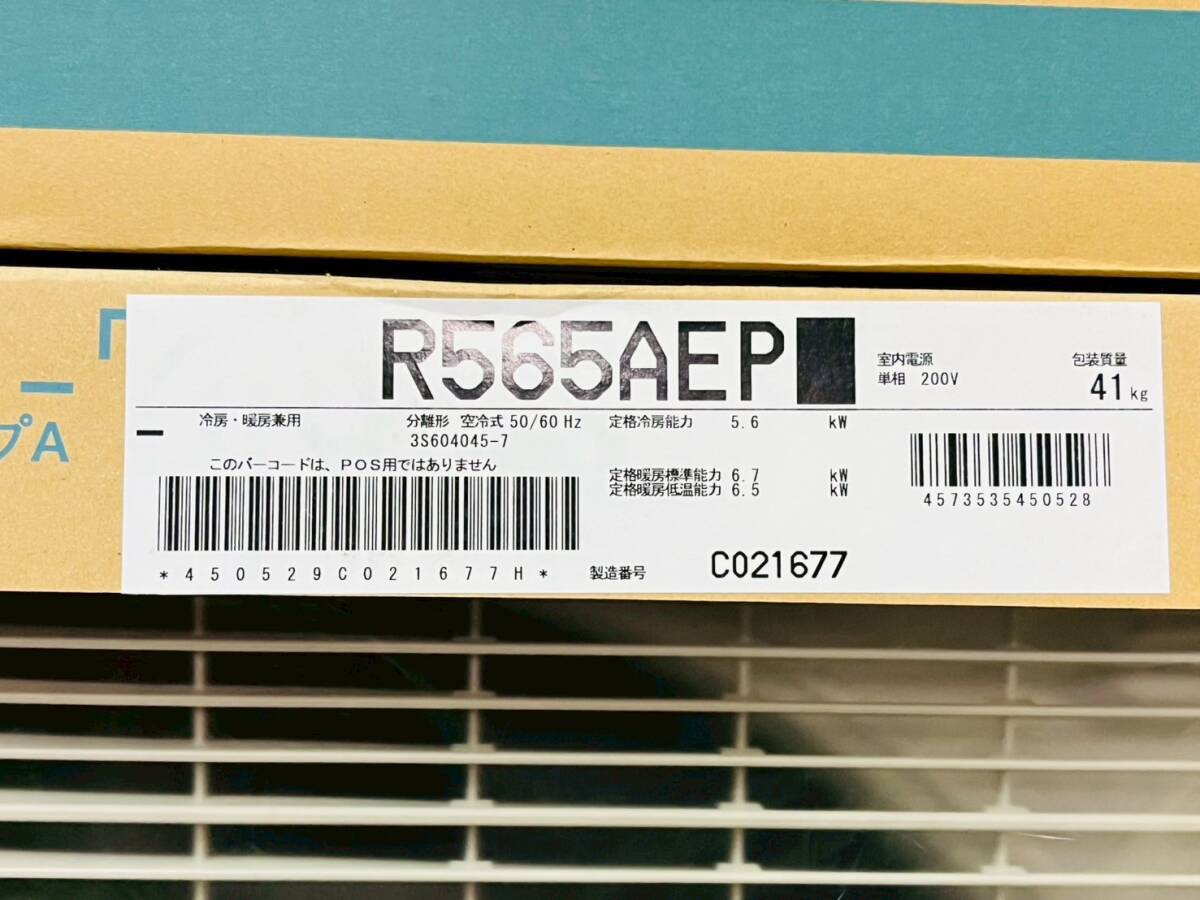 R565AEP
室内電源
単相 200V
包装質量
41kg
冷房・暖房兼用
分離形 空冷式 50/60 Hz
3S604045-7
定格冷房能力 5.6 kW
定格暖房標準能力 6.7 kW
定格暖房低温能力 6.5 kW
このバーコードは、POS用ではありません
*450529C021677H*
製造番号 C021677
4573535450528
プA